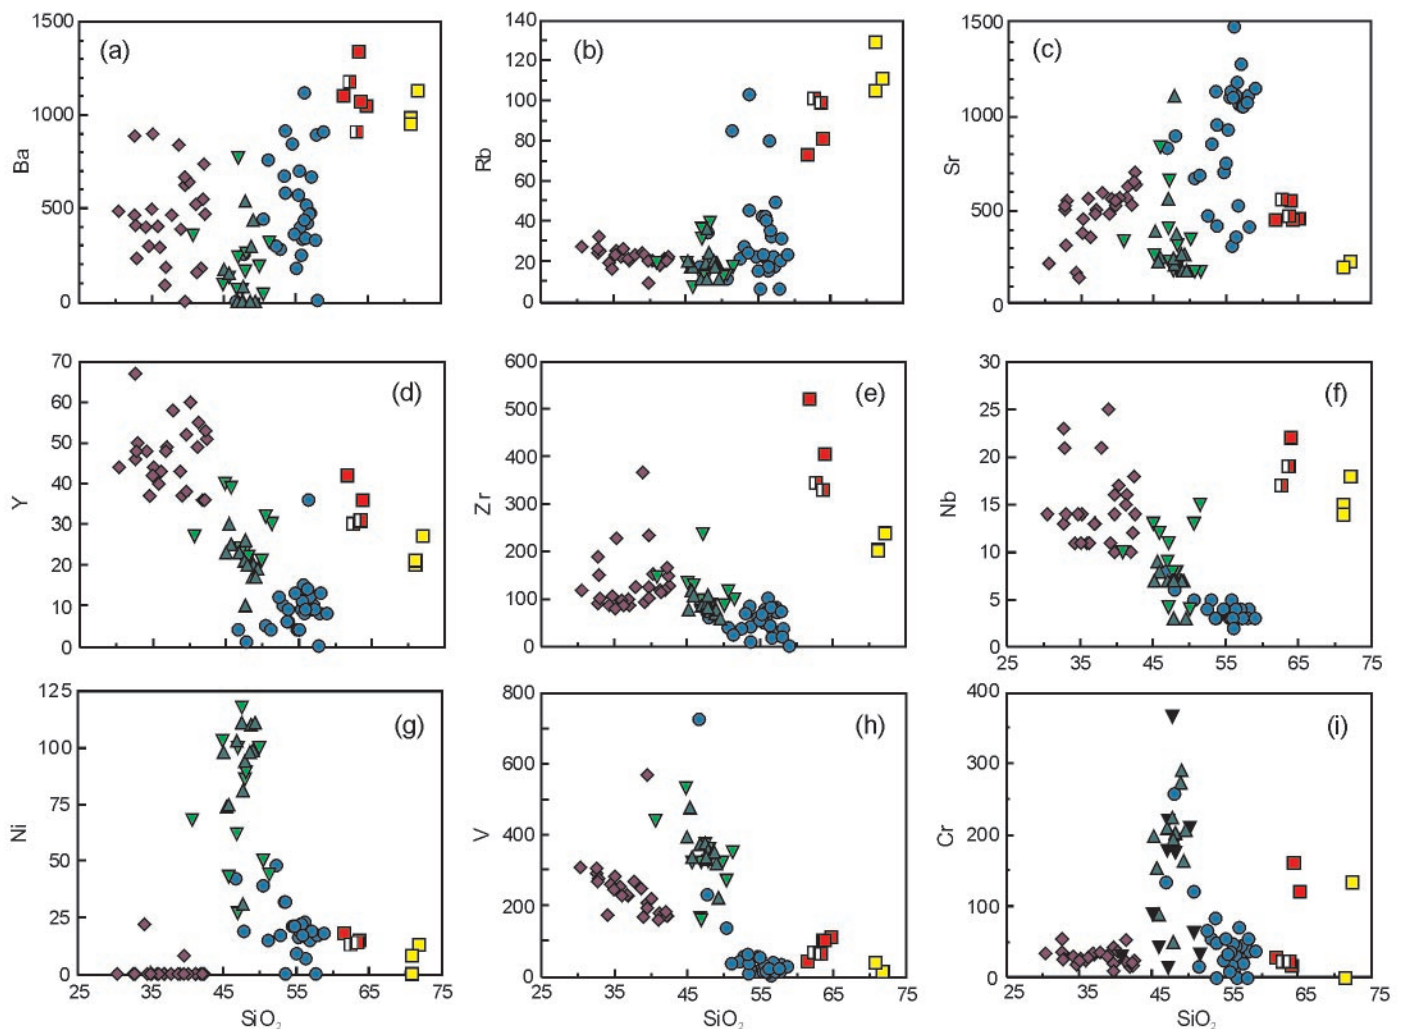 1500
1000
500
0
Ba
(a)
140
120
100
80
60
40
20
0
Rb
(b)
1500
1000
500
0
Sr
(c)
70
60
50
40
30
20
10
0
Y
(d)
600
500
400
300
200
100
0
Zr
(e)
30
25
20
15
10
5
0
Nb
(f)
25 35 45 55 65 75
125
100
75
50
25
0
Ni
(g)
25 35 45 55 65 75
SiO₂
800
600
400
200
0
V
(h)
25 35 45 55 65 75
SiO₂
400
300
200
100
0
Cr
(i)
25 35 45 55 65 75
SiO₂